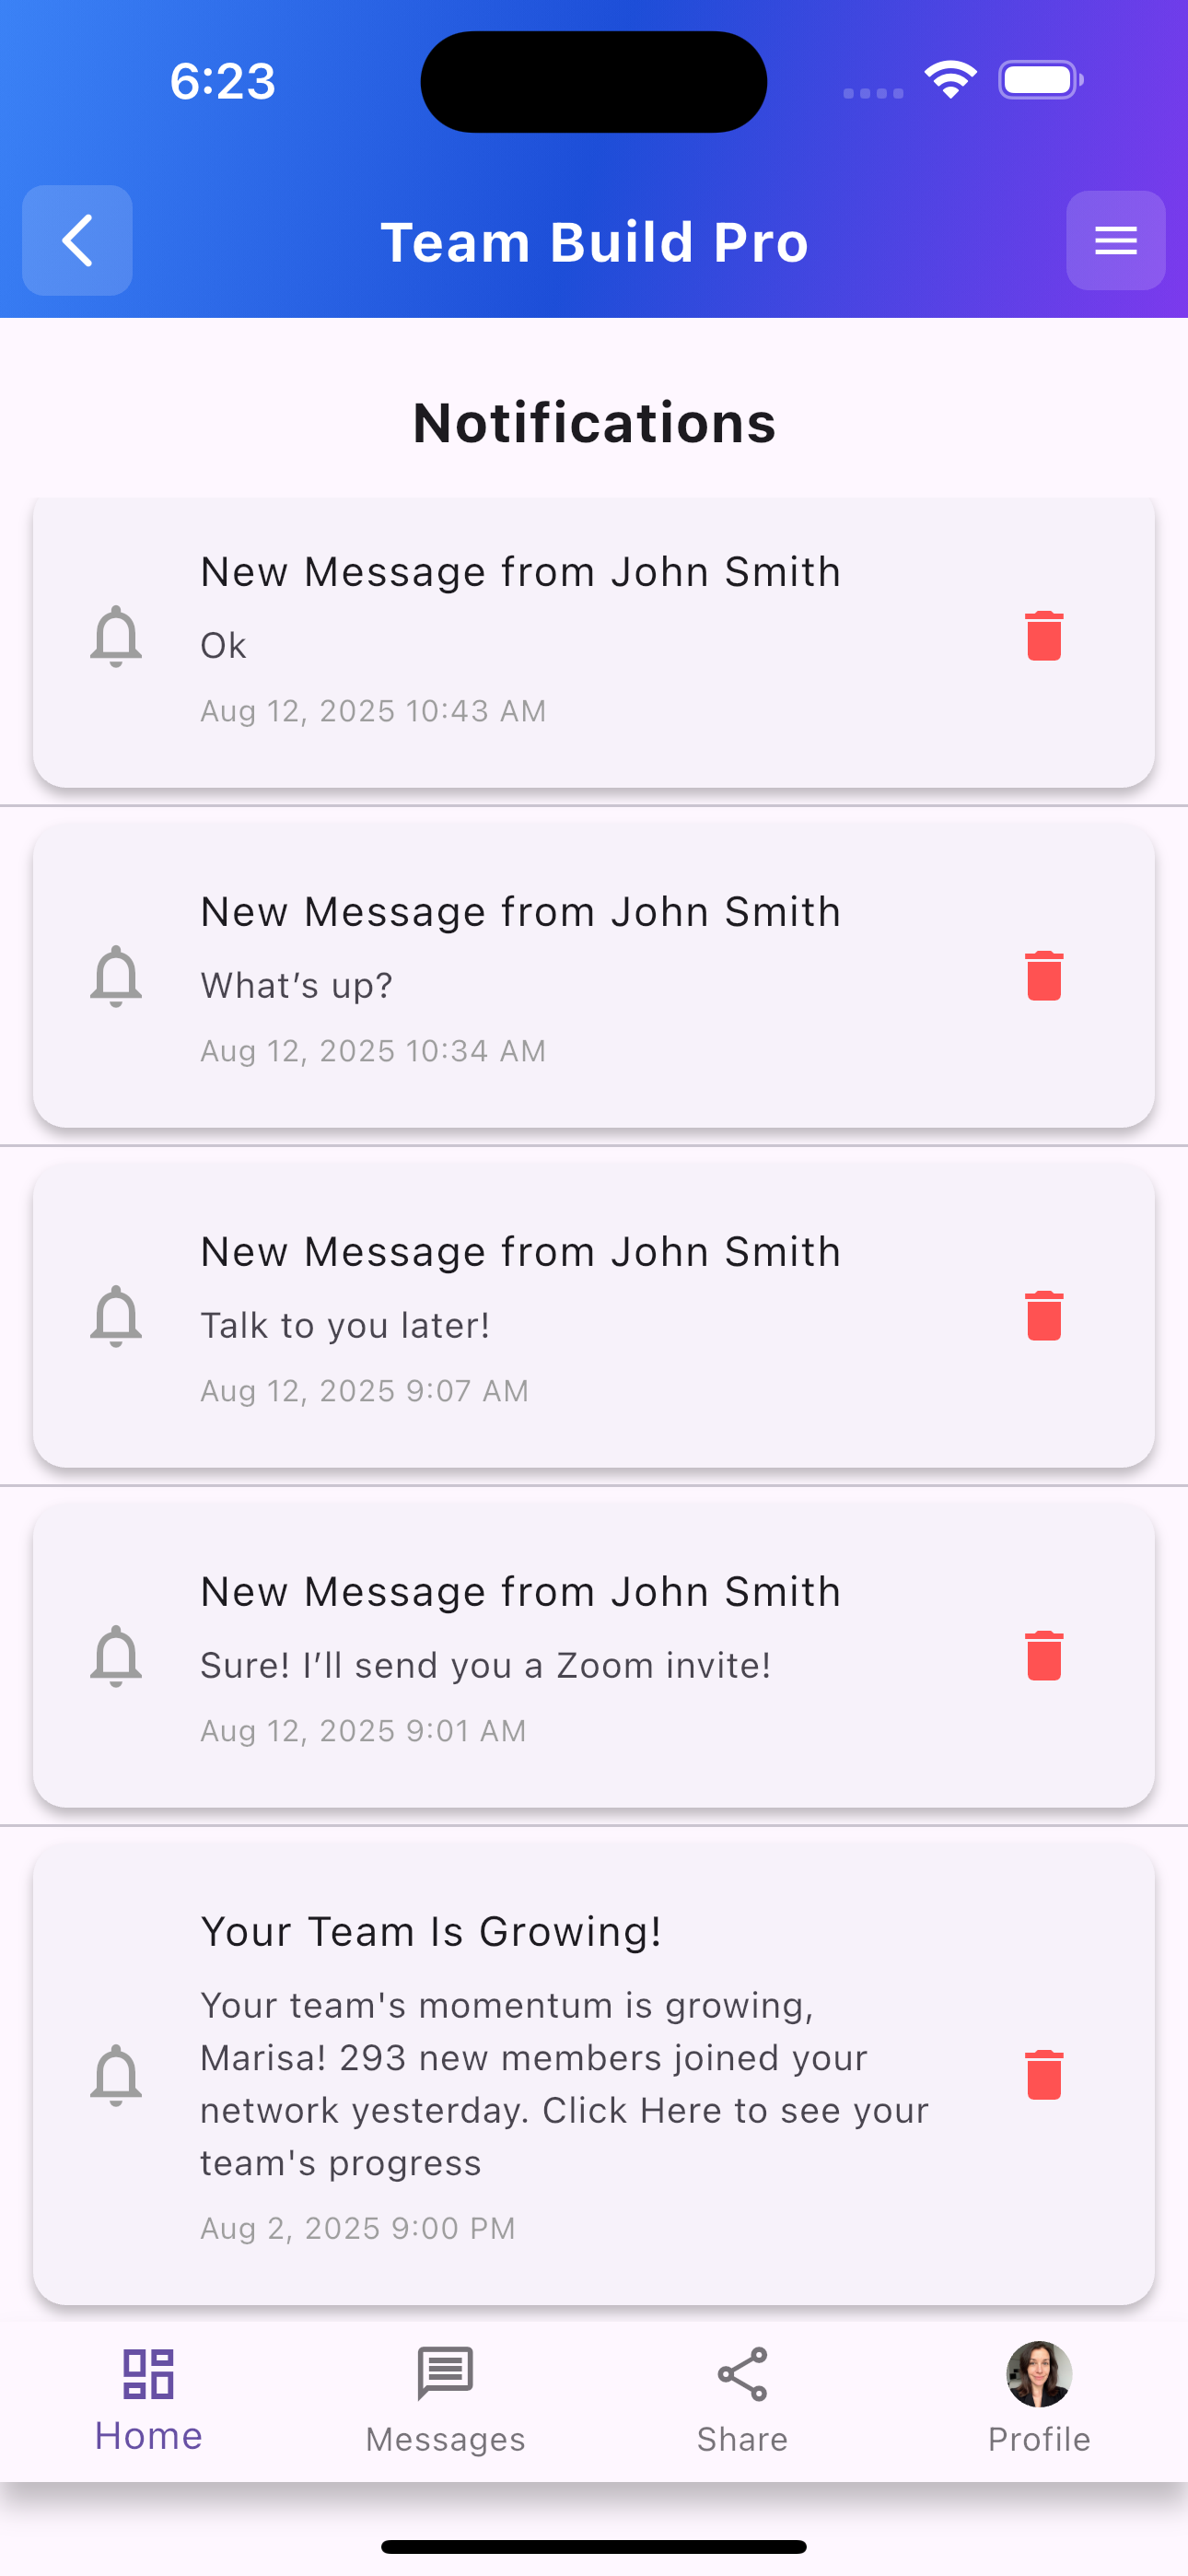 6:23
Team Build Pro
Notifications
New Message from John Smith
Ok
Aug 12, 2025 10:43 AM
New Message from John Smith
What’s up?
Aug 12, 2025 10:34 AM
New Message from John Smith
Talk to you later!
Aug 12, 2025 9:07 AM
New Message from John Smith
Sure! I’ll send you a Zoom invite!
Aug 12, 2025 9:01 AM
Your Team Is Growing!
Your team's momentum is growing,
Marisa! 293 new members joined your
network yesterday. Click Here to see your
team's progress
Aug 2, 2025 9:00 PM
Home
Messages
Share
Profile